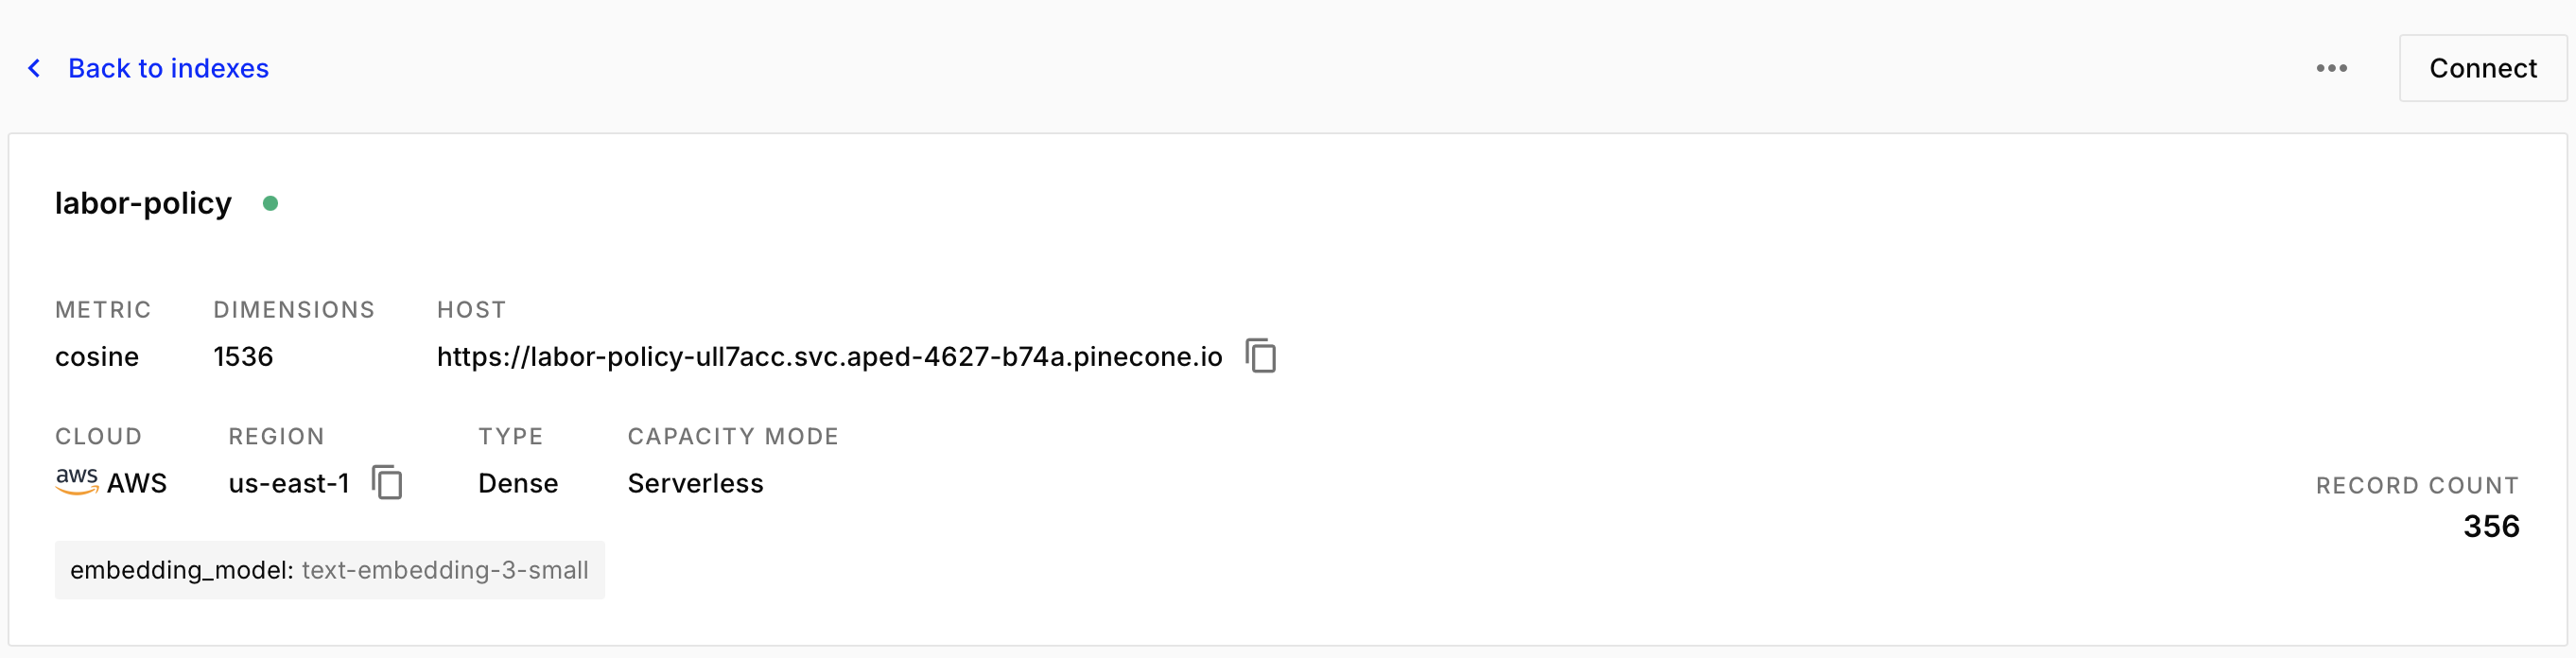 Back to indexes
Connect
labor-policy
METRIC DIMENSIONS HOST
cosine 1536 https://labor-policy-ull7acc.svc.aped-4627-b74a.pinecone.io
CLOUD REGION TYPE CAPACITY MODE
aws AWS us-east-1 Dense Serverless
RECORD COUNT
356
embedding_model: text-embedding-3-small